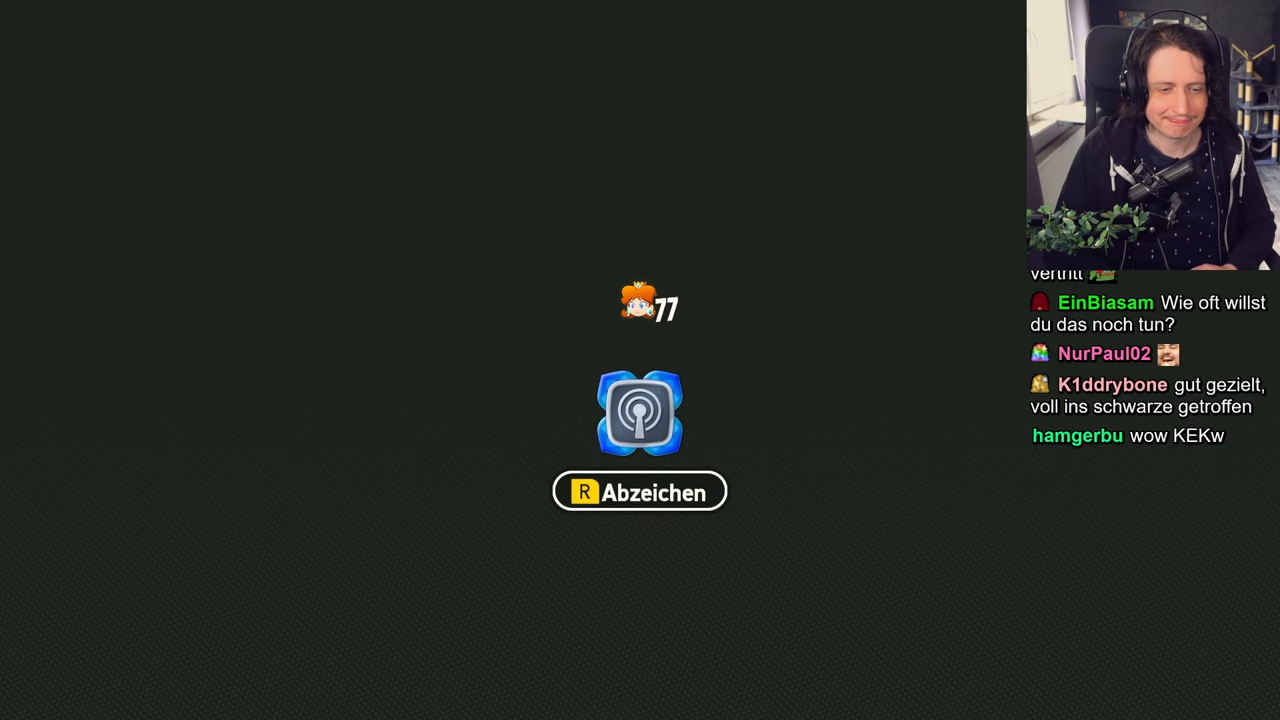 77
R Abzeichen
vertritt
EinBiasam Wie oft willst
du das noch tun?
NurPaul02
K1ddrybone gut gezielt,
voll ins schwarze getroffen
hamgerbu wow KEKw